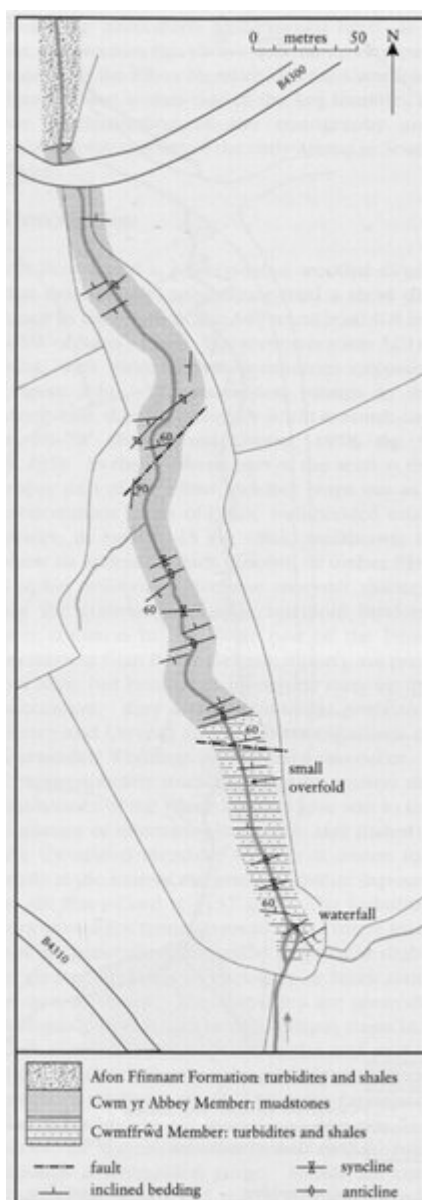 0 metres 50
N
B4300
60
90
60
60
small
overfold
60
waterfall
B4310
Afon Ffinnant Formation: turbidites and shales
Cwm yr Abbey Member: mudstones
Cwmffrŵd Member: turbidites and shales
fault
syncline
inclined bedding
anticline